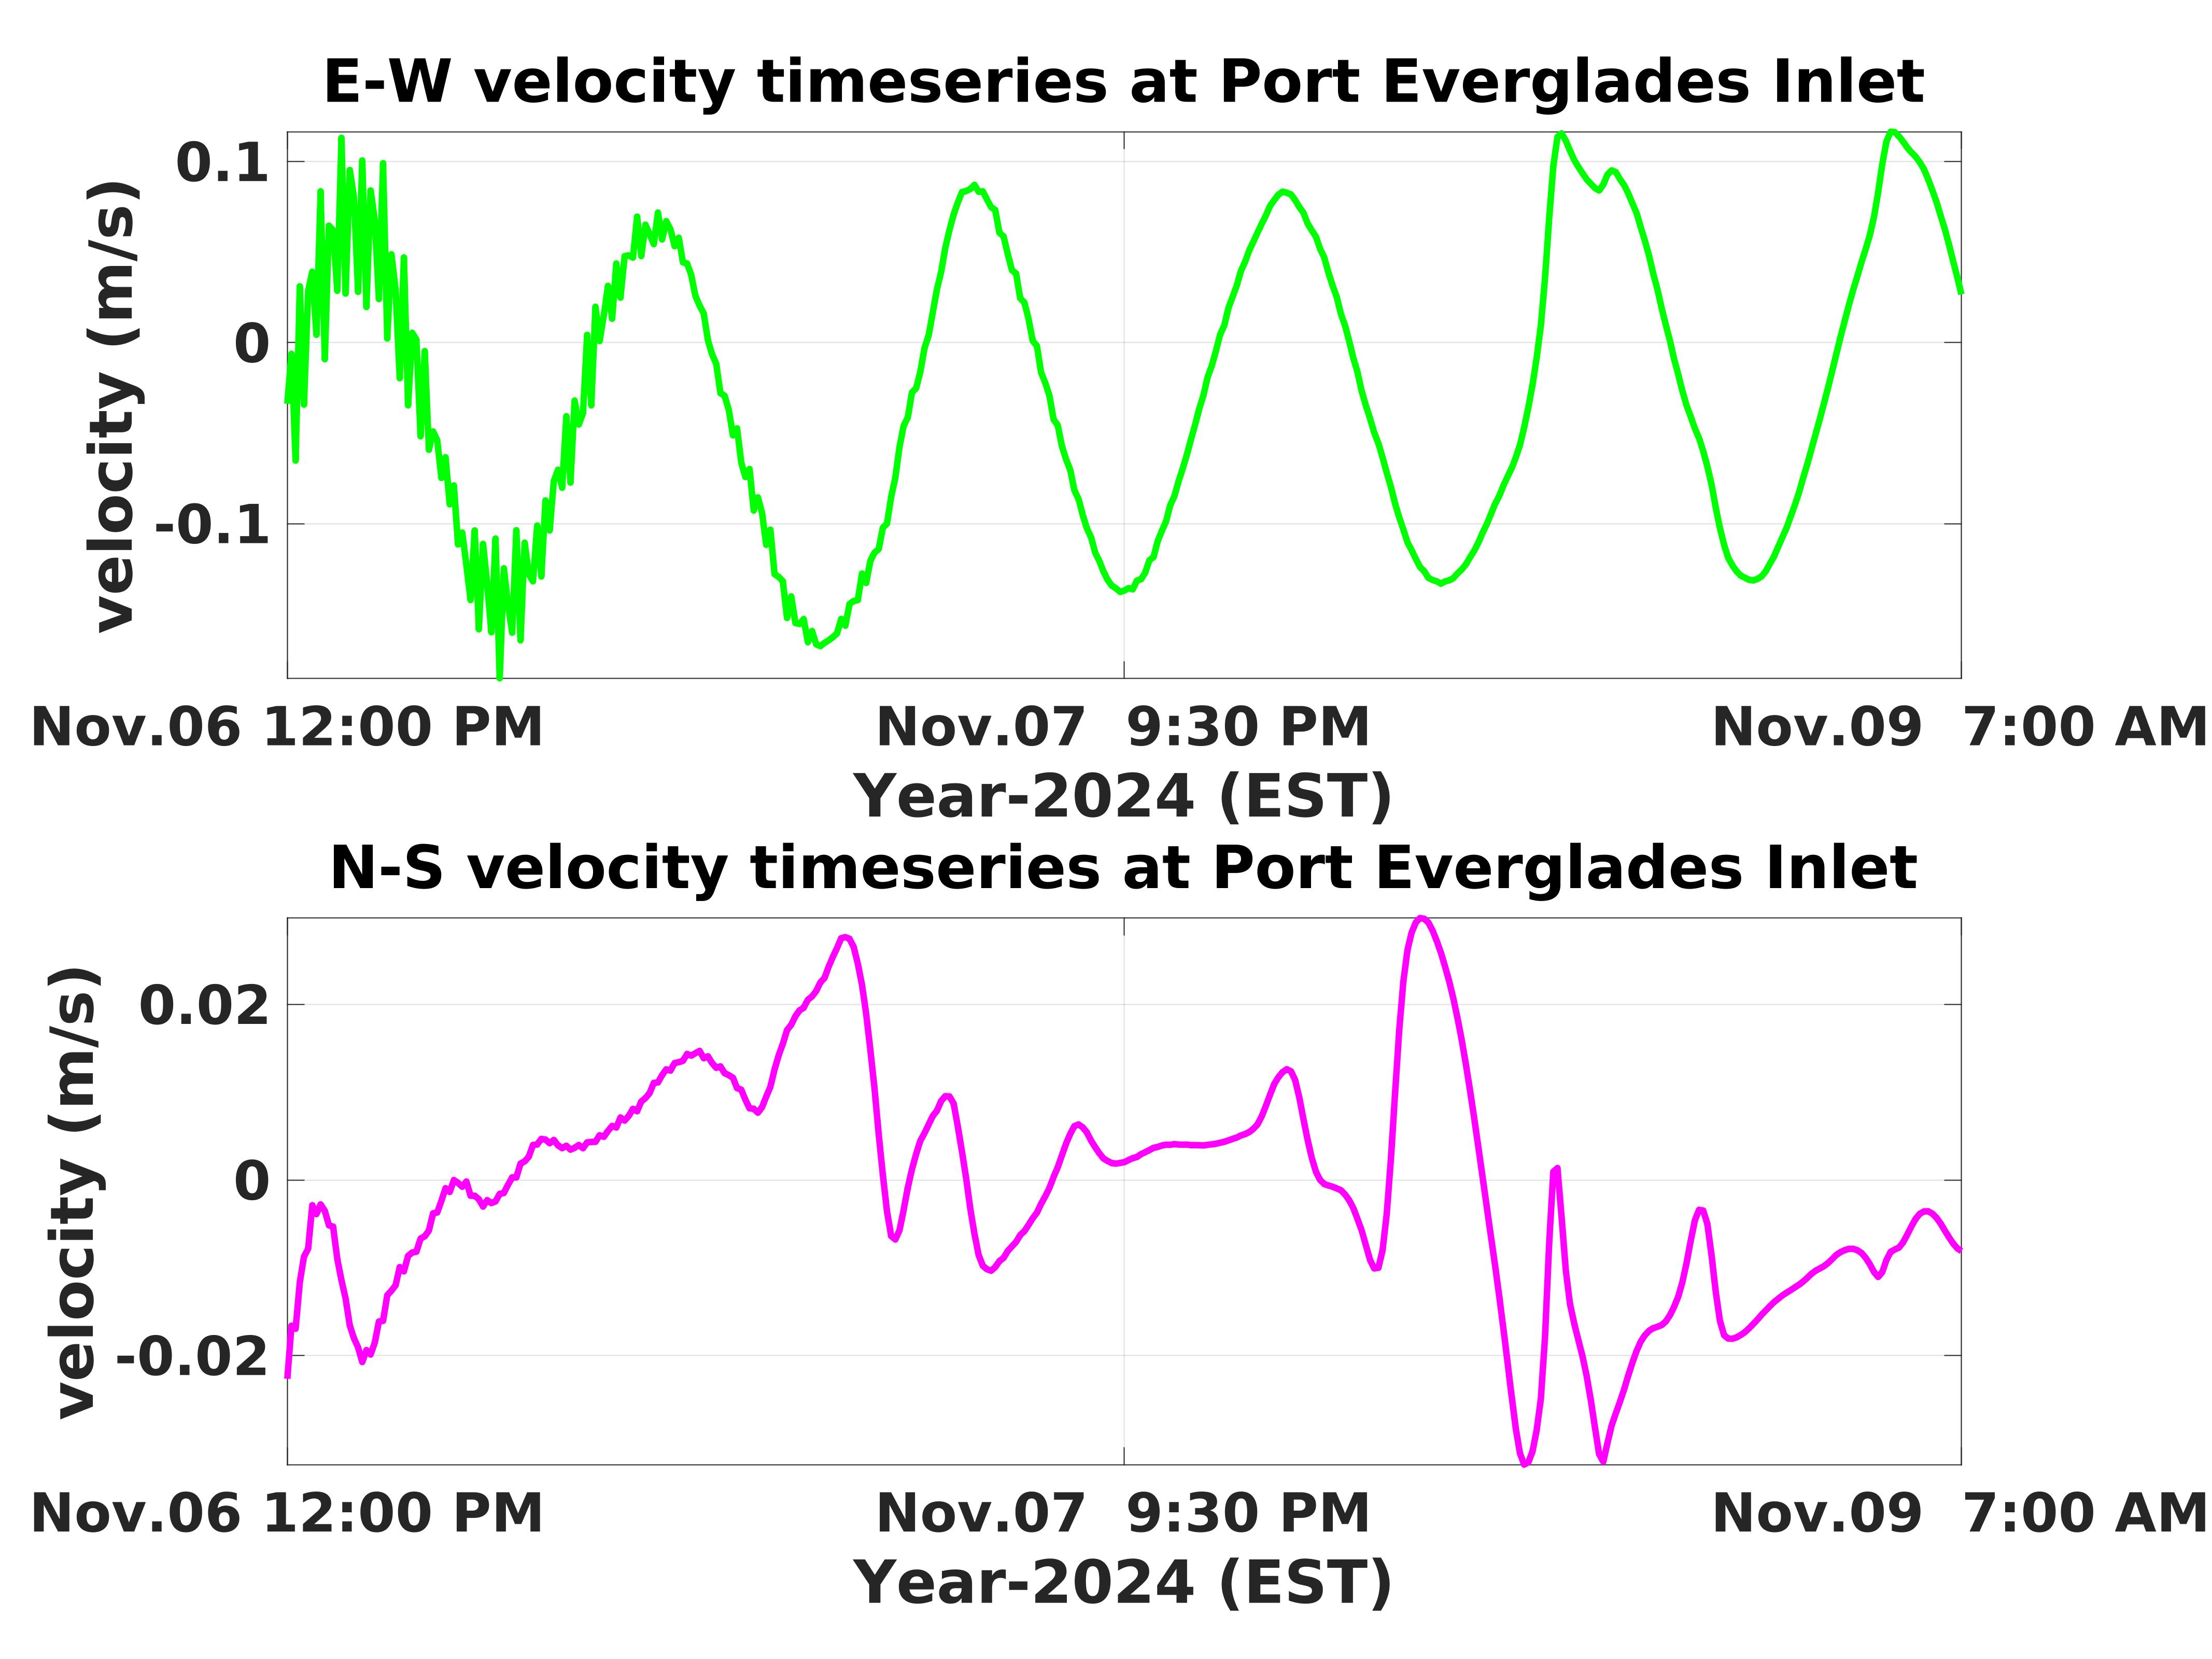 E-W velocity timeseries at Port Everglades Inlet
velocity (m/s)
0.1
0
-0.1
Nov.06 12:00 PM Nov.07 9:30 PM Nov.09 7:00 AM
Year-2024 (EST)
N-S velocity timeseries at Port Everglades Inlet
velocity (m/s)
0.02
0
-0.02
Nov.06 12:00 PM Nov.07 9:30 PM Nov.09 7:00 AM
Year-2024 (EST)